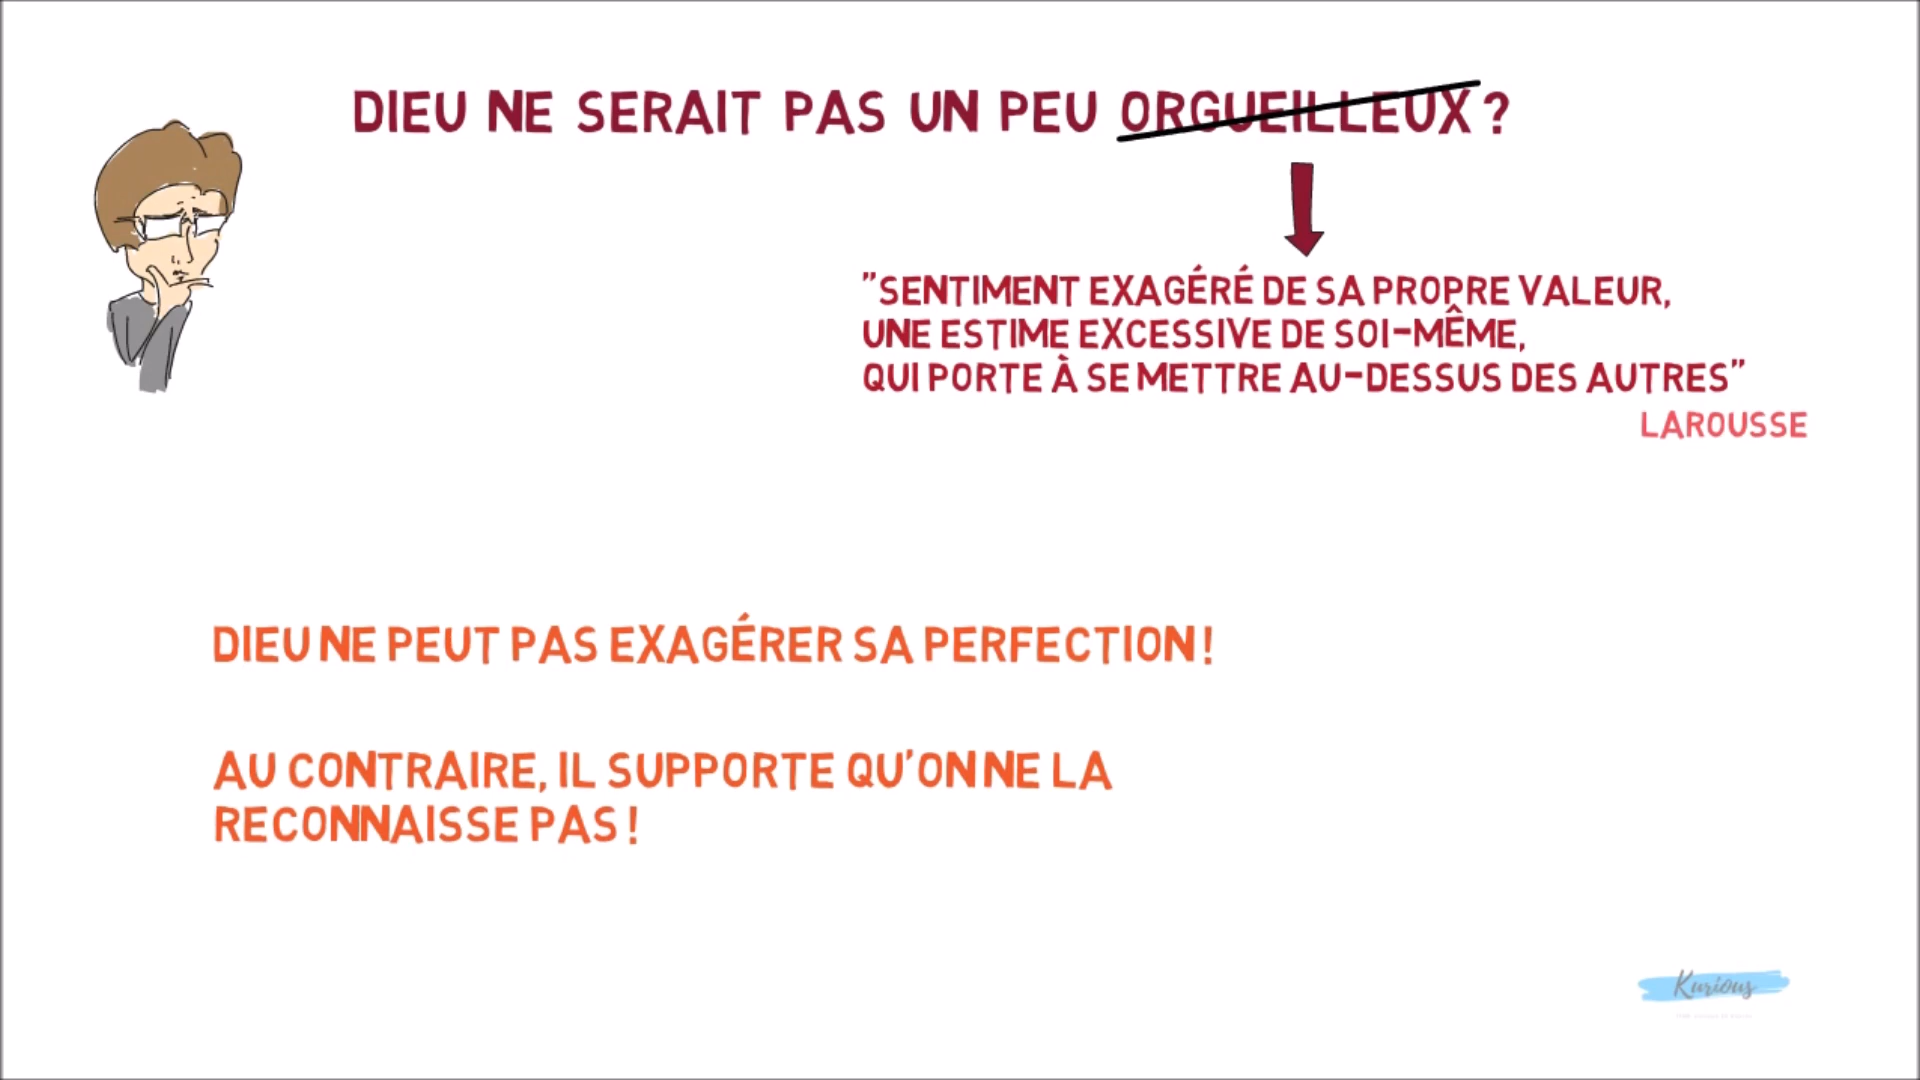 DIEU NE SERAIT PAS UN PEU ORGUEILLEUX ?
"SENTIMENT EXAGÉRÉ DE SA PROPRE VALEUR,
UNE ESTIME EXCESSIVE DE SOI-MÊME,
QUI PORTE À SE METTRE AU-DESSUS DES AUTRES"
LAROUSSE
DIEU NE PEUT PAS EXAGÉRER SA PERFECTION !
AU CONTRAIRE, IL SUPPORTE QU'ON NE LA
RECONNAISSE PAS !
Kurious